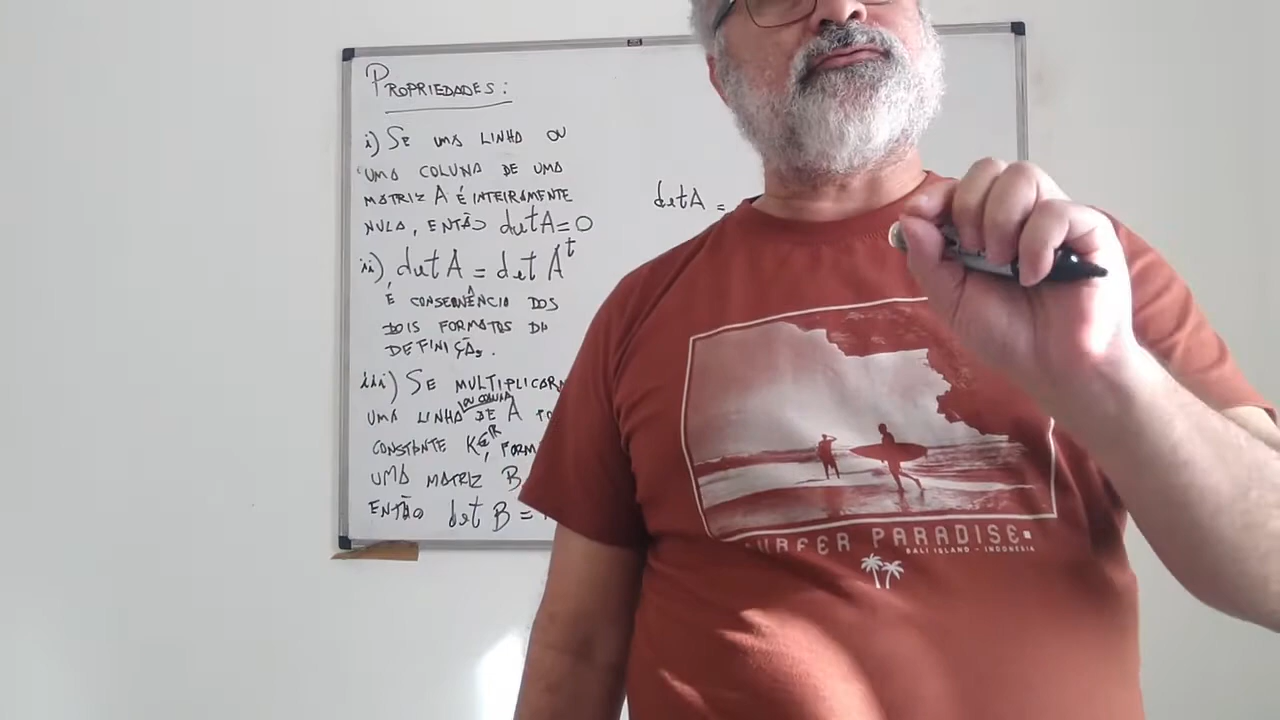 PROPRIEDADES:
i) SE UMA LINHA OU
UMA COLUNA DE UMA
MATRIZ A É INTEIRAMENTE
NULA, ENTÃO detA=0
ii) detA = det Aᵗ
É CONSEQUÊNCIA DOS
DOIS FORMATOS DA
DEFINIÇÃO.
iii) SE MULTIPLICAR
OU COLUNA
UMA LINHA DE A
CONSTANTE K∈R, FORM
UMA MATRIZ B
ENTÃO det B =
detA =
SURFER PARADISE
BALI ISLAND - INDONESIA